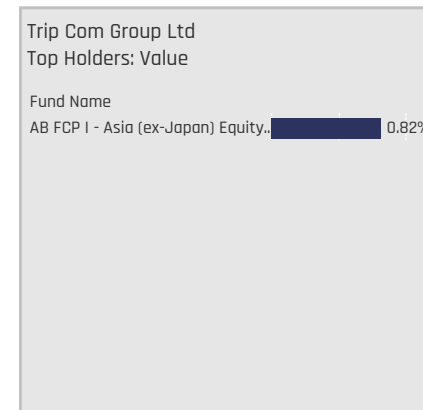 Trip Com Group Ltd
Top Holders: Value
Fund Name
AB FCP I - Asia (ex-Japan) Equity.. 0.82%